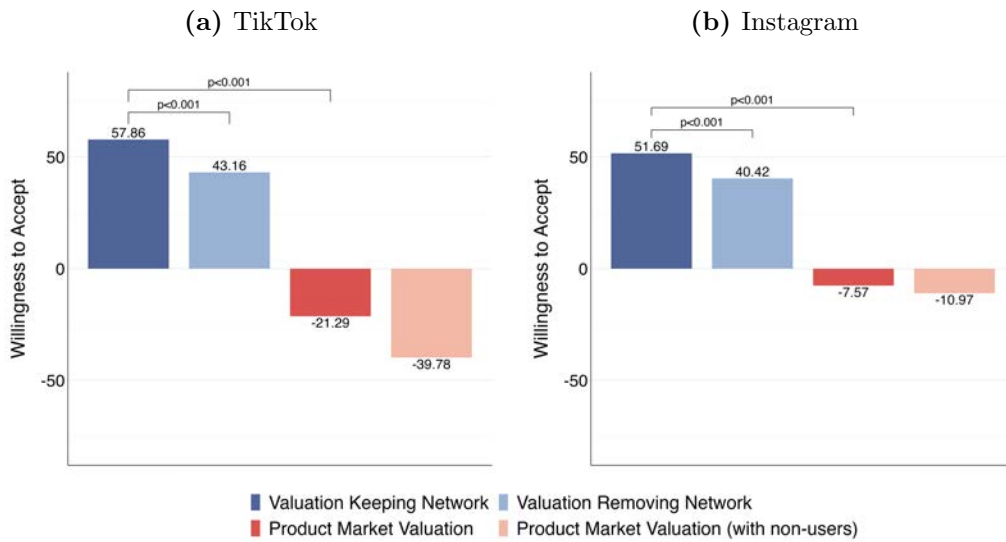 (a) TikTok
(b) Instagram
Willingness to Accept
50
0
-50
p<0.001
p<0.001
57.86
43.16
-21.29
-39.78
Willingness to Accept
50
0
-50
p<0.001
p<0.001
51.69
40.42
-7.57
-10.97
Valuation Keeping Network
Valuation Removing Network
Product Market Valuation
Product Market Valuation (with non-users)